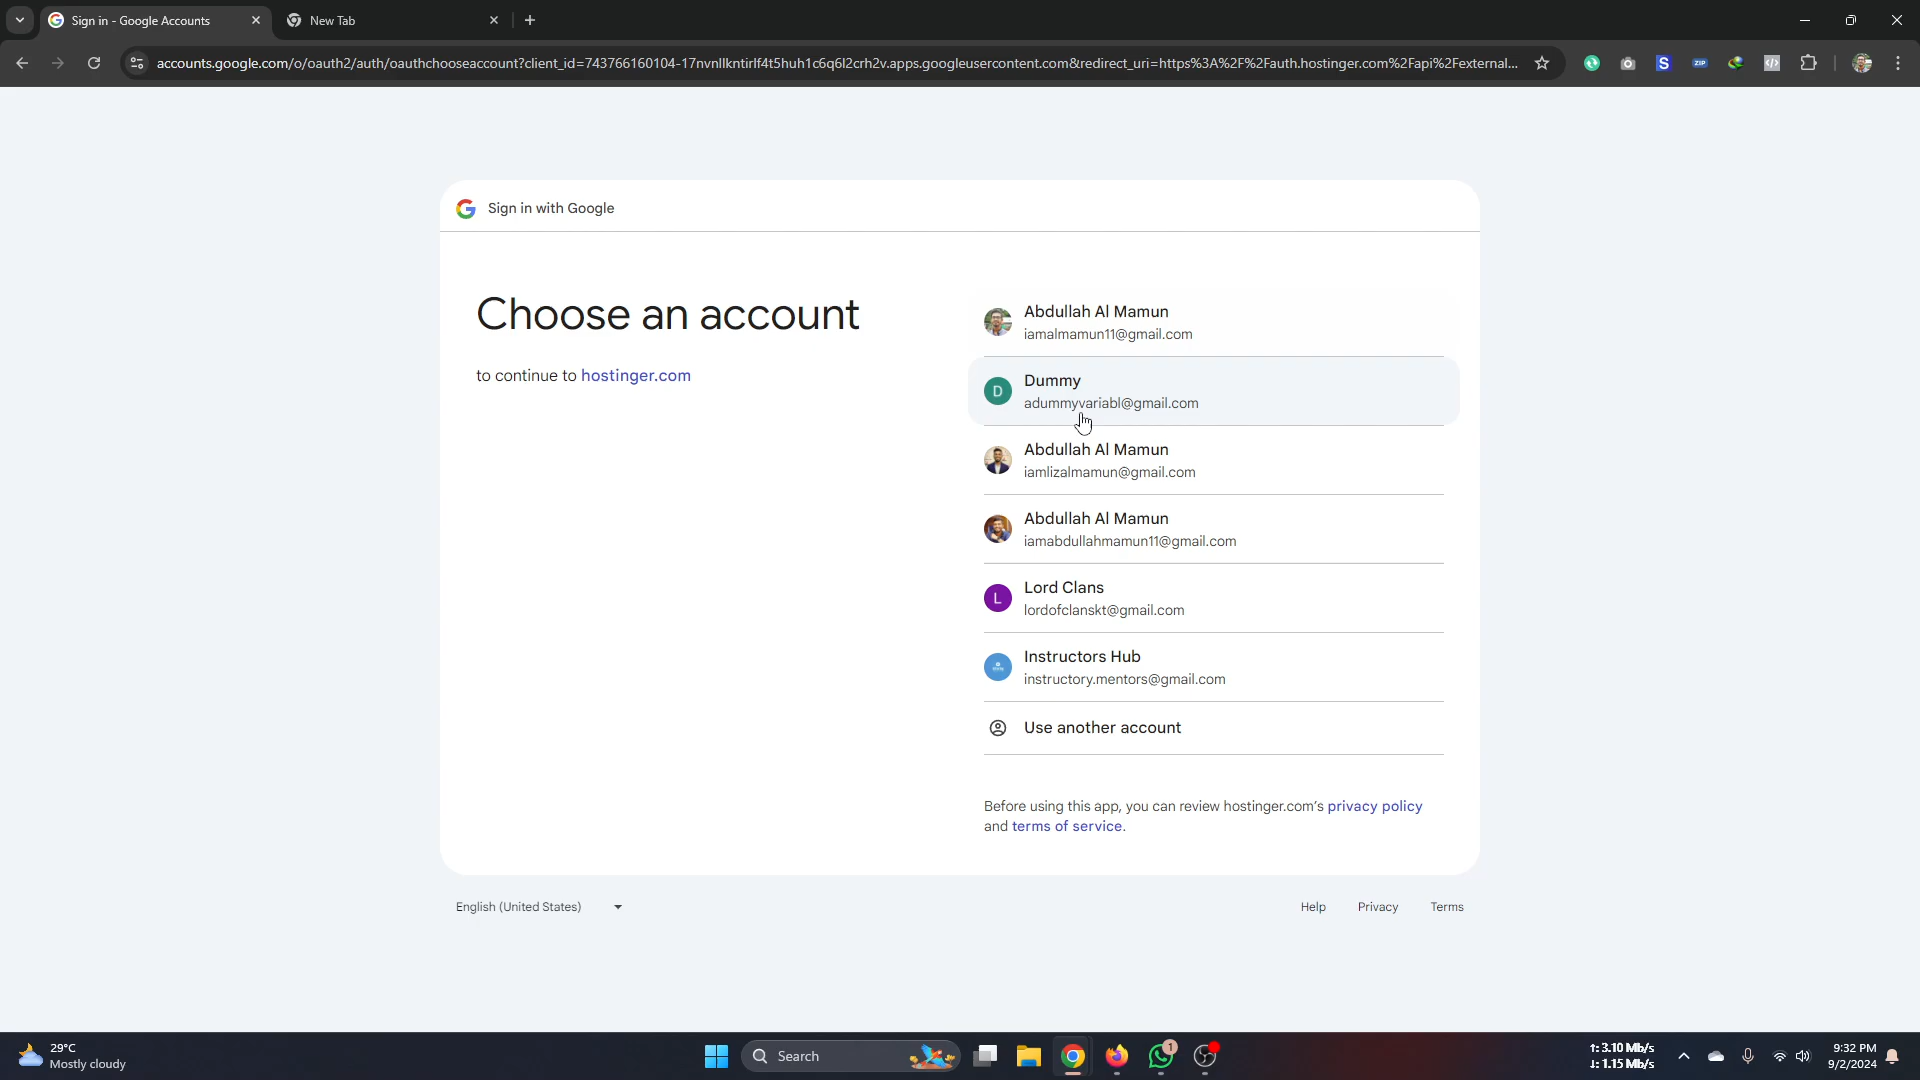 Sign in - Google Accounts
New Tab
accounts.google.com/o/oauth2/auth/oauthchooseaccount?client_id=743766160104-17nvnllkntirlf4t5huh1c6q6l2crh2v.apps.googleusercontent.com&redirect_uri=https%3A%2F%2Fauth.hostinger.com%2Fapi%2Fexternal...
S
ZIP
Sign in with Google
Choose an account
to continue to hostinger.com
Abdullah Al Mamun
iamalmamun11@gmail.com
D
Dummy
adummyvariabl@gmail.com
Abdullah Al Mamun
iamlizalmamun@gmail.com
Abdullah Al Mamun
iamabdullahmamun11@gmail.com
L
Lord Clans
lordofclanskt@gmail.com
Instructors Hub
instructory.mentors@gmail.com
Use another account
Before using this app, you can review hostinger.com's privacy policy
and terms of service.
English (United States)
Help
Privacy
Terms
29°C
Mostly cloudy
Search
1
↑: 3.10 Mb/s
↓: 1.15 Mb/s
9:32 PM
9/2/2024